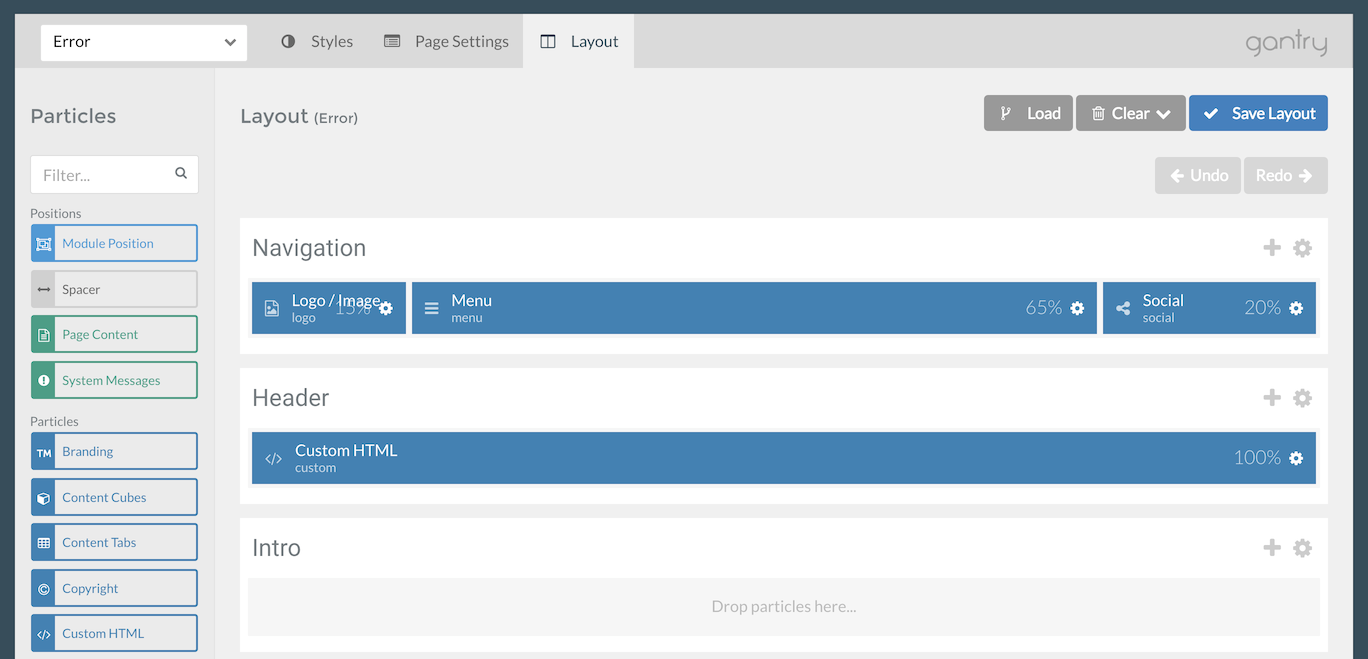 Error
Styles
Page Settings
Layout
gantry
Particles
Filter...
Positions
Module Position
Spacer
Page Content
System Messages
Particles
TM Branding
Content Cubes
Content Tabs
© Copyright
</> Custom HTML
Layout (Error)
Load
Clear
Save Layout
Undo
Redo
Navigation
Logo / Image 15%
logo
Menu 65%
menu
Social 20%
social
Header
</> Custom HTML 100%
custom
Intro
Drop particles here...